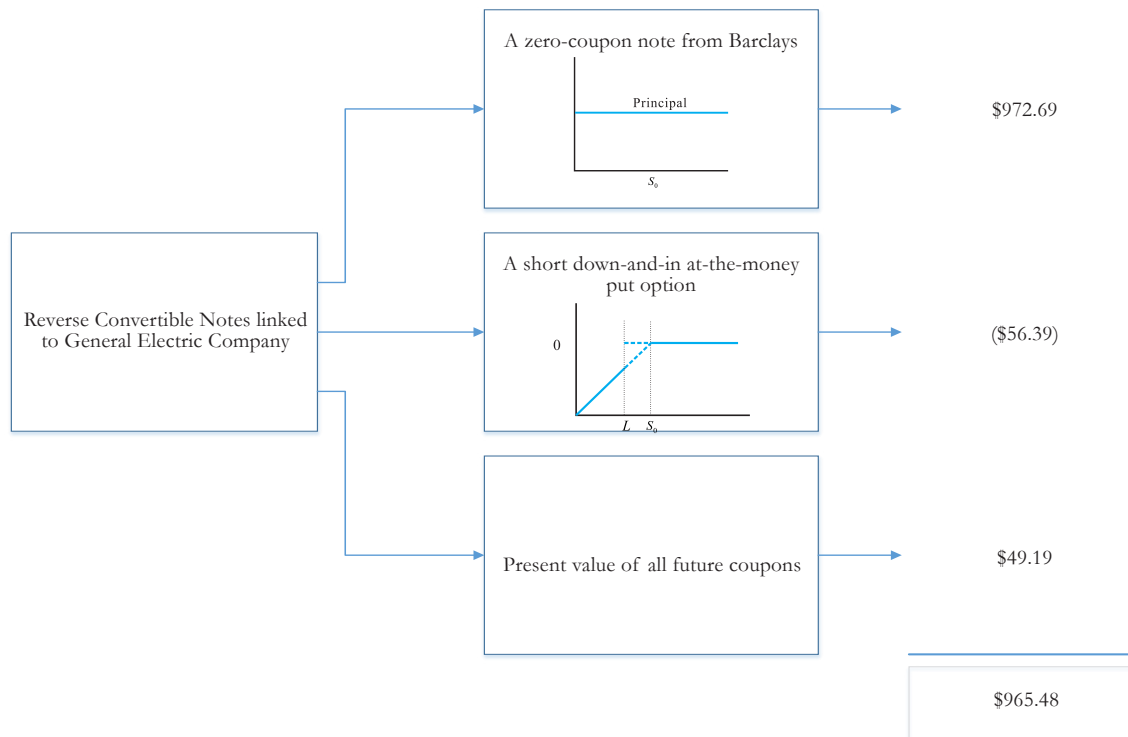 A zero-coupon note from Barclays
Principal
S₀
$972.69
Reverse Convertible Notes linked
to General Electric Company
A short down-and-in at-the-money
put option
0
L S₀
($56.39)
Present value of all future coupons
$49.19
$965.48